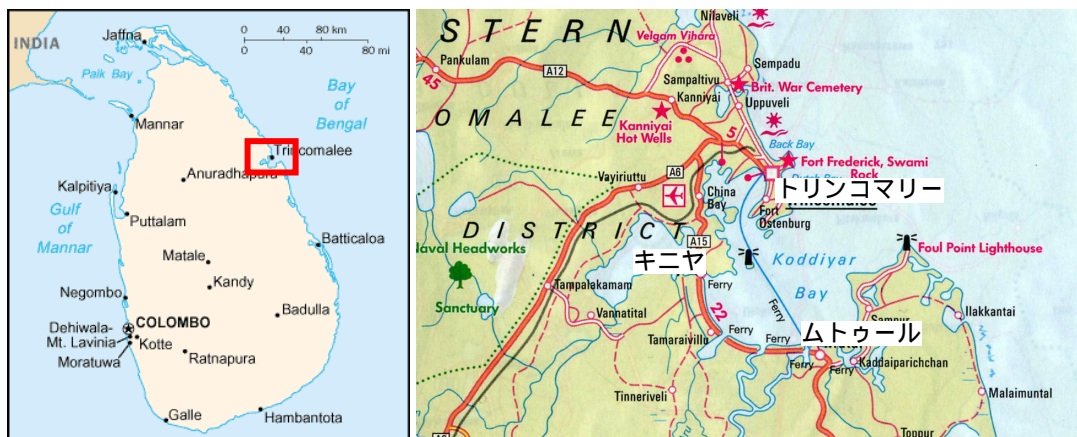 INDIA
Jaffna
0 40 80 km
0 40 80 mi
Palk Bay
Bay
of
Bengal
Mannar
Trincomalee
Anuradhapura
Kalpitiya
Gulf
of
Mannar
Puttalam
Batticaloa
Matale
Kandy
Negombo
Badulla
COLOMBO
Dehiwala-
Mt. Lavinia
Kotte
Moratuwa
Ratnapura
Galle
Hambantota
STERN
Nilaveli
Velgam Vihara
Pankulam
A12
45
Sempadu
Sampaltivu
Brit. War Cemetery
Kanniyai
Uppuveli
OMALEE
Kanniyai
Hot Wells
5
Back Bay
Fort Frederick, Swami
Rock
A6
Vayiriuttu
China
Bay
トリンコマリー
Fort
Ostenburg
DISTRICT
A15
Naval Headworks
Sanctuary
キニヤ
Koddiyar
Bay
Foul Point Lighthouse
Ferry
Tampalakamam
Ferry
22
Vannatital
Sampur
Ilakkantai
Tamaraivillu
Ferry
ムトゥール
Ferry
Ferry
Ferry
Kaddaiparichchan
Tinneriveli
Malaimuntal
Toppur